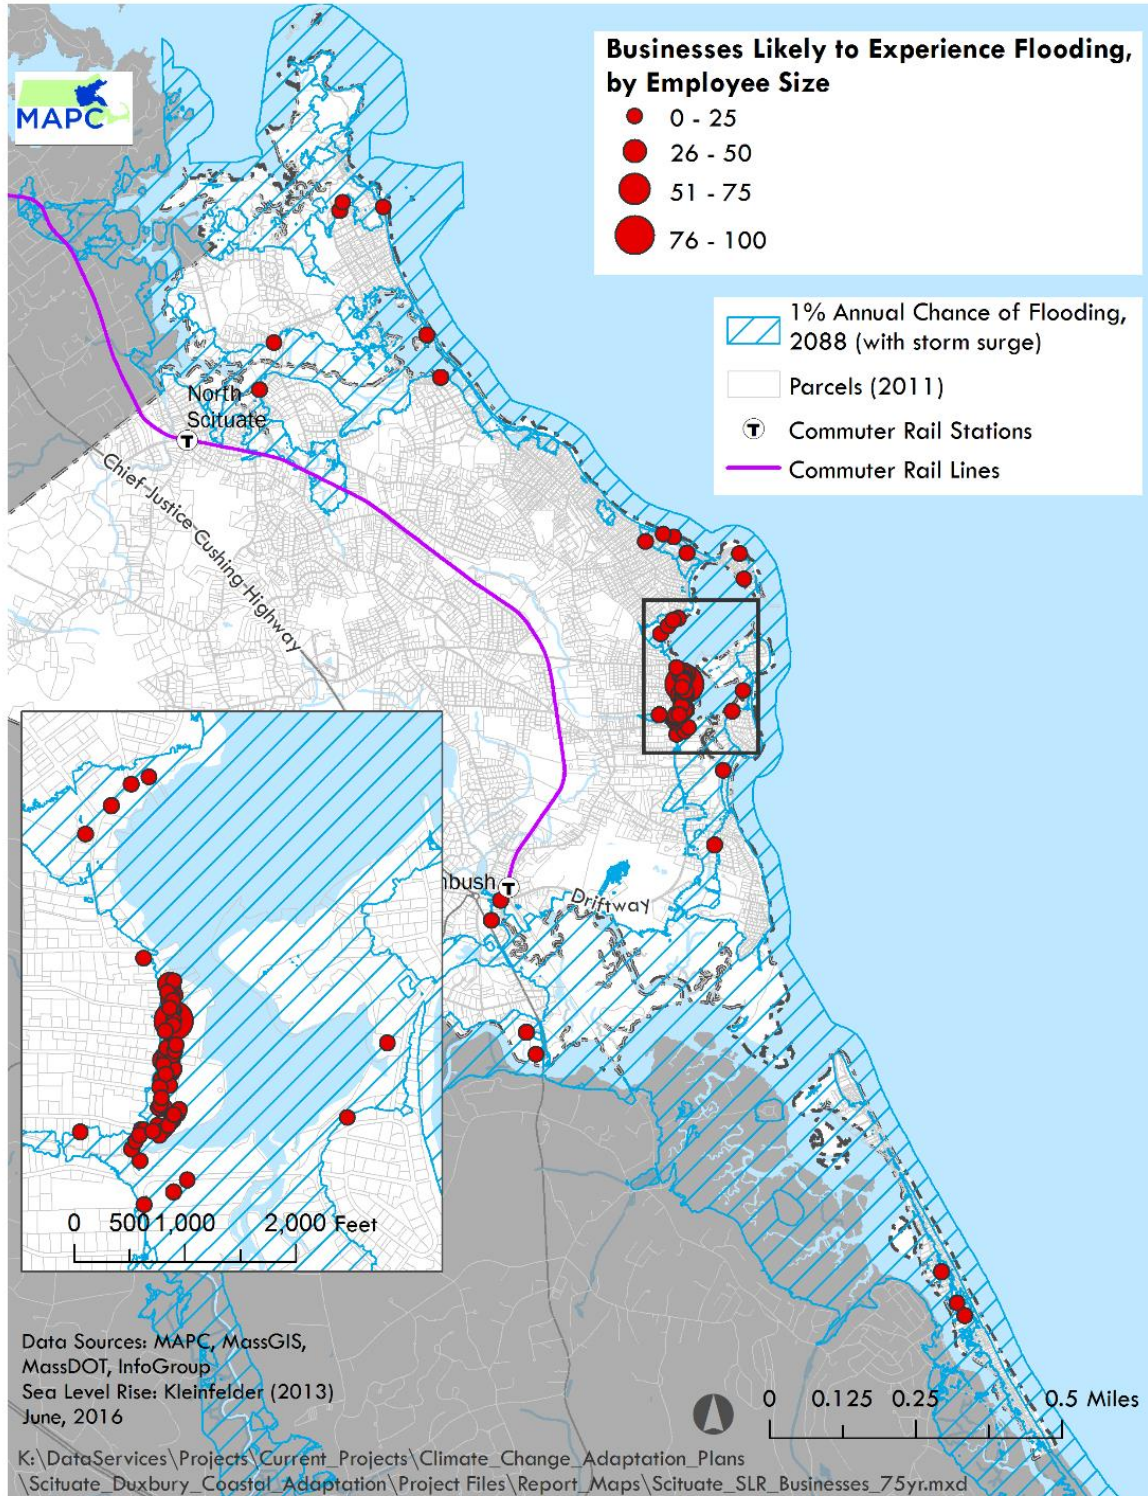 MAPC
Businesses Likely to Experience Flooding,
by Employee Size
0 - 25
26 - 50
51 - 75
76 - 100
1% Annual Chance of Flooding,
2088 (with storm surge)
Parcels (2011)
T Commuter Rail Stations
Commuter Rail Lines
North
Scituate
T
Chief Justice Cushing Highway
nbush T
Driftway
0 500 1,000 2,000 Feet
Data Sources: MAPC, MassGIS,
MassDOT, InfoGroup
Sea Level Rise: Kleinfelder (2013)
June, 2016
0 0.125 0.25 0.5 Miles
K:\DataServices\Projects\Current_Projects\Climate_Change_Adaptation_Plans
\Scituate_Duxbury_Coastal_Adaptation\Project Files\Report_Maps\Scituate_SLR_Businesses_75yr.mxd